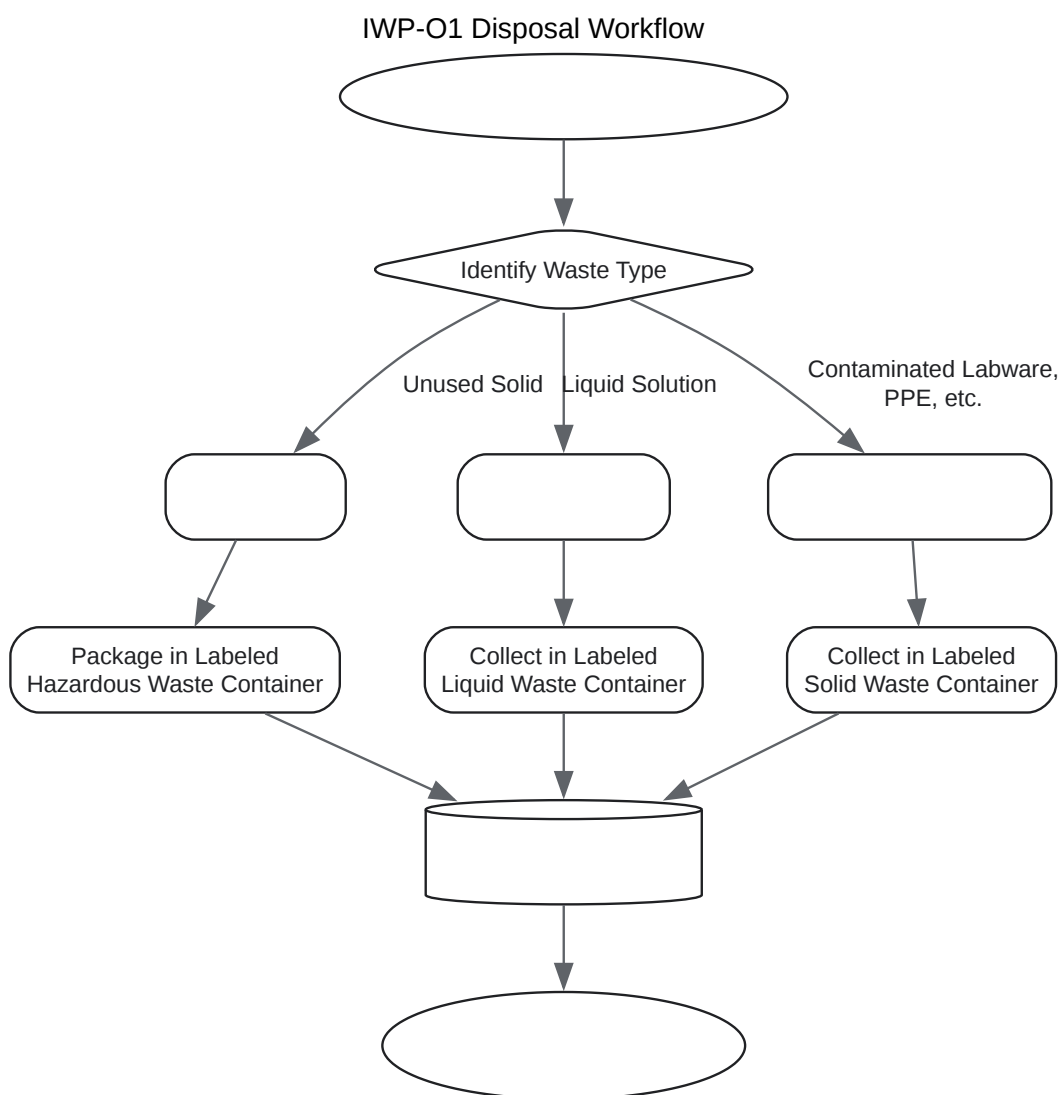 IWP-O1 Disposal Workflow
Identify Waste Type
Unused Solid
Liquid Solution
Contaminated Labware,
PPE, etc.
Package in Labeled
Hazardous Waste Container
Collect in Labeled
Liquid Waste Container
Collect in Labeled
Solid Waste Container